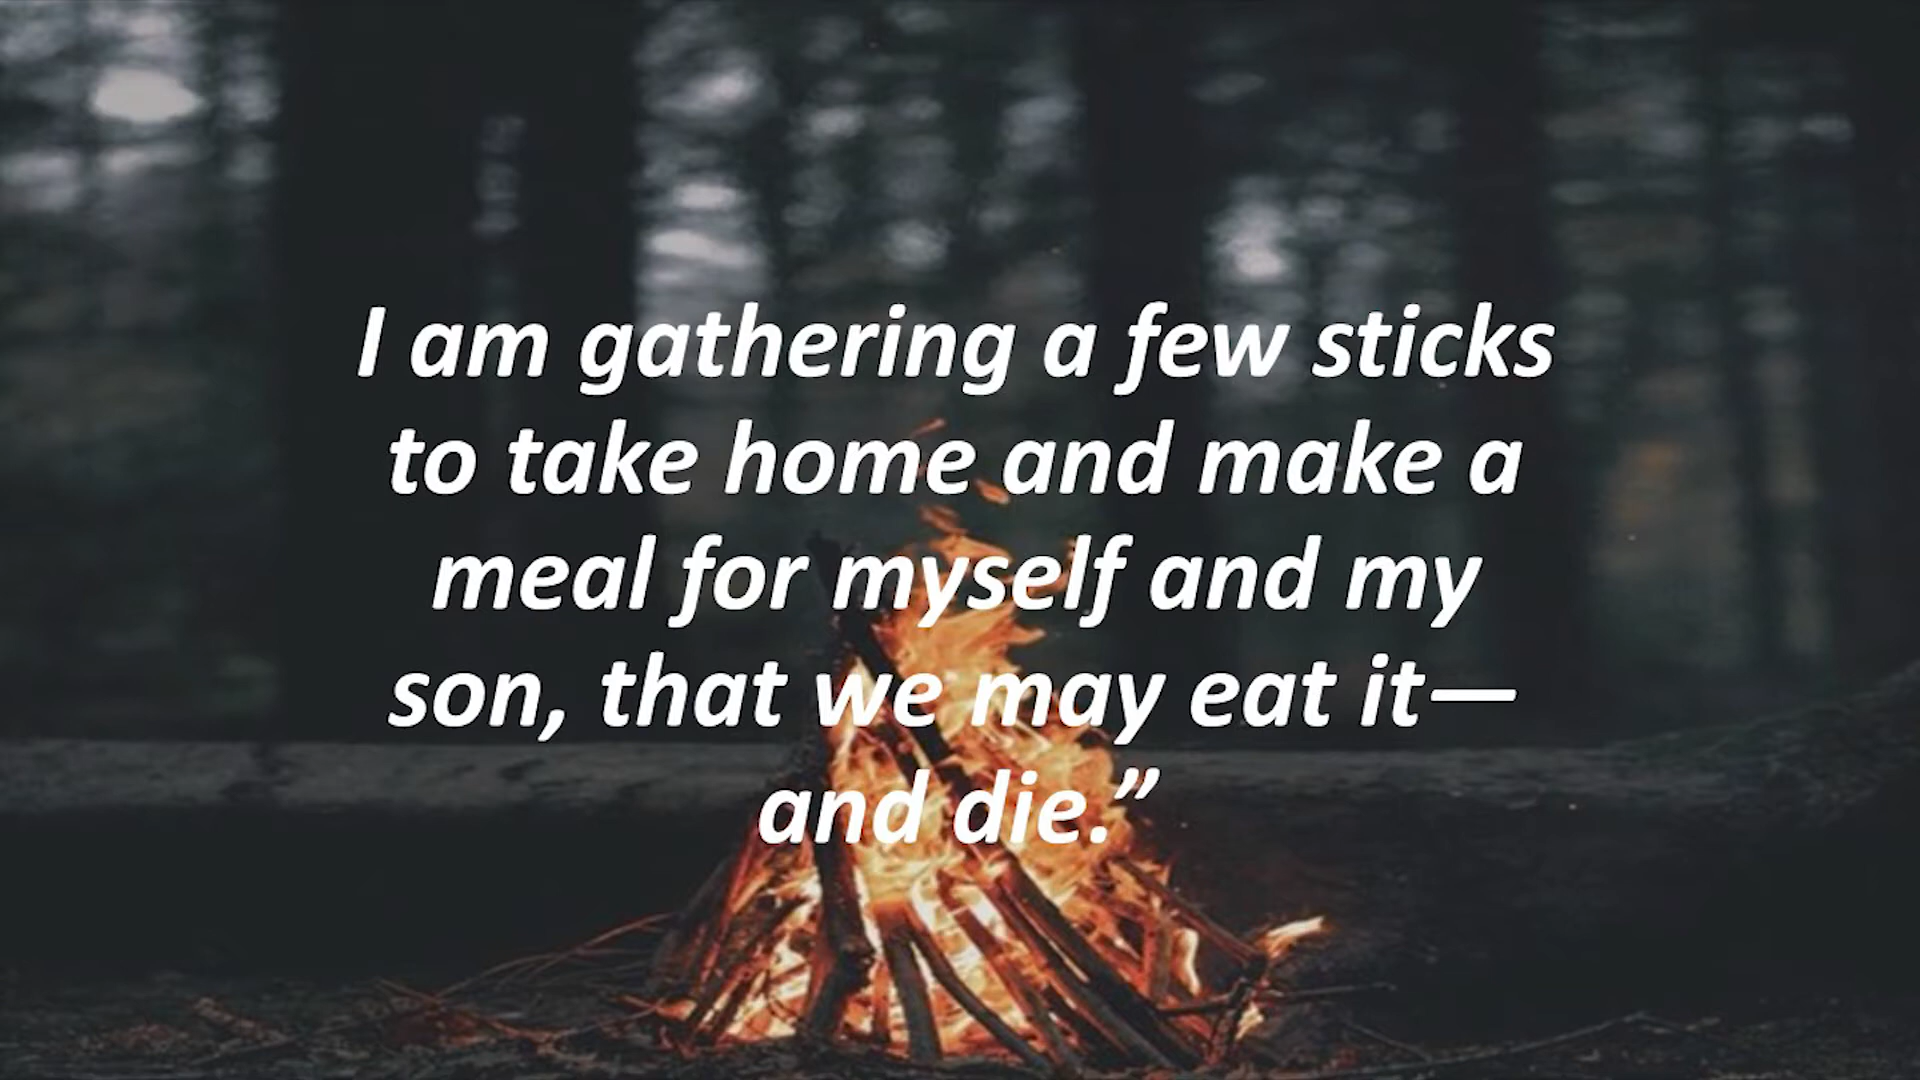 I am gathering a few sticks
to take home and make a
meal for myself and my
son, that we may eat it—
and die.”